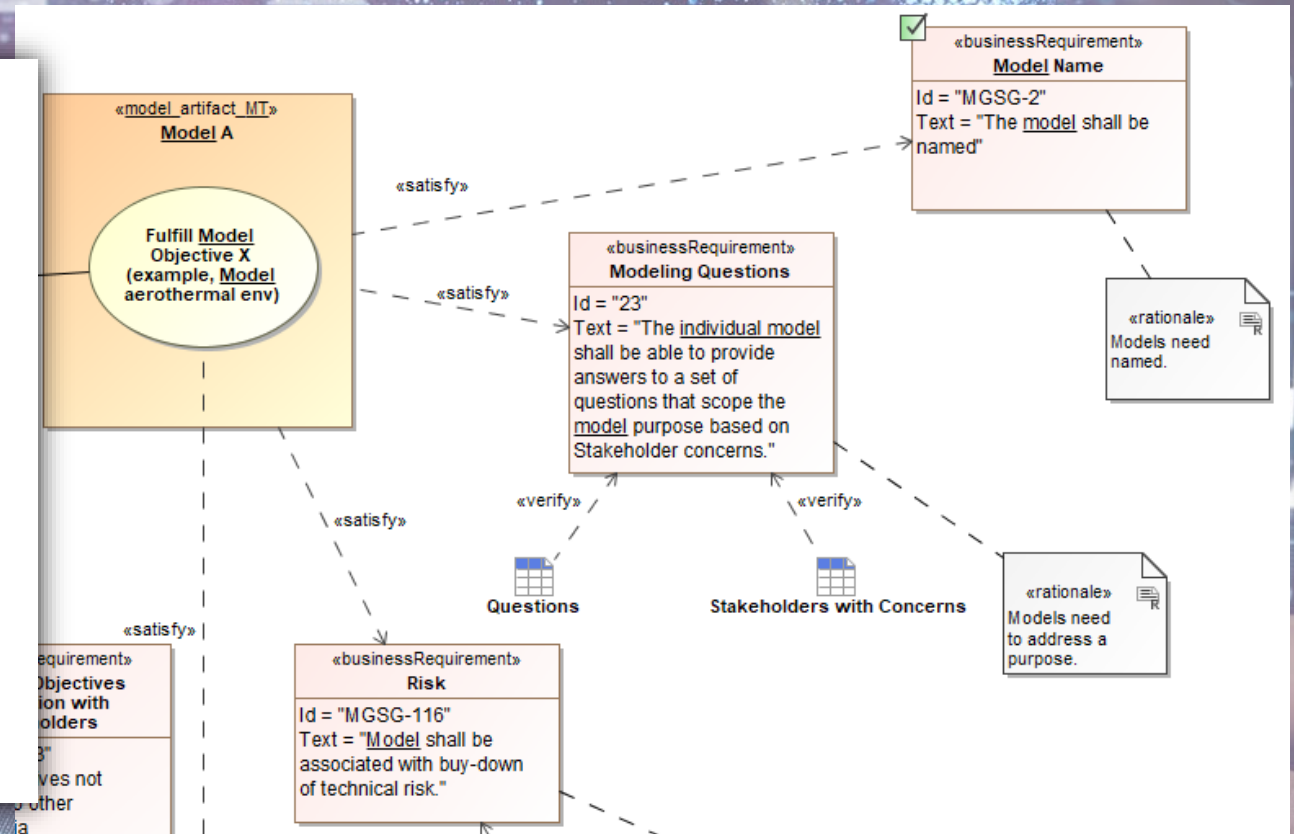 «businessRequirement»
Model Name
Id = "MGSG-2"
Text = "The model shall be
named"
«model_artifact_MT»
Model A
Fulfill Model
Objective X
(example, Model
aerothermal env)
«satisfy»
«businessRequirement»
Modeling Questions
Id = "23"
Text = "The individual model
shall be able to provide
answers to a set of
questions that scope the
model purpose based on
Stakeholder concerns."
«satisfy»
«rationale»
Models need
named.
«verify»
«verify»
«satisfy»
Questions
Stakeholders with Concerns
«rationale»
Models need
to address a
purpose.
«satisfy»
equirement»
Objectives
ion with
olders
3"
ves not
other
ia
«businessRequirement»
Risk
Id = "MGSG-116"
Text = "Model shall be
associated with buy-down
of technical risk."